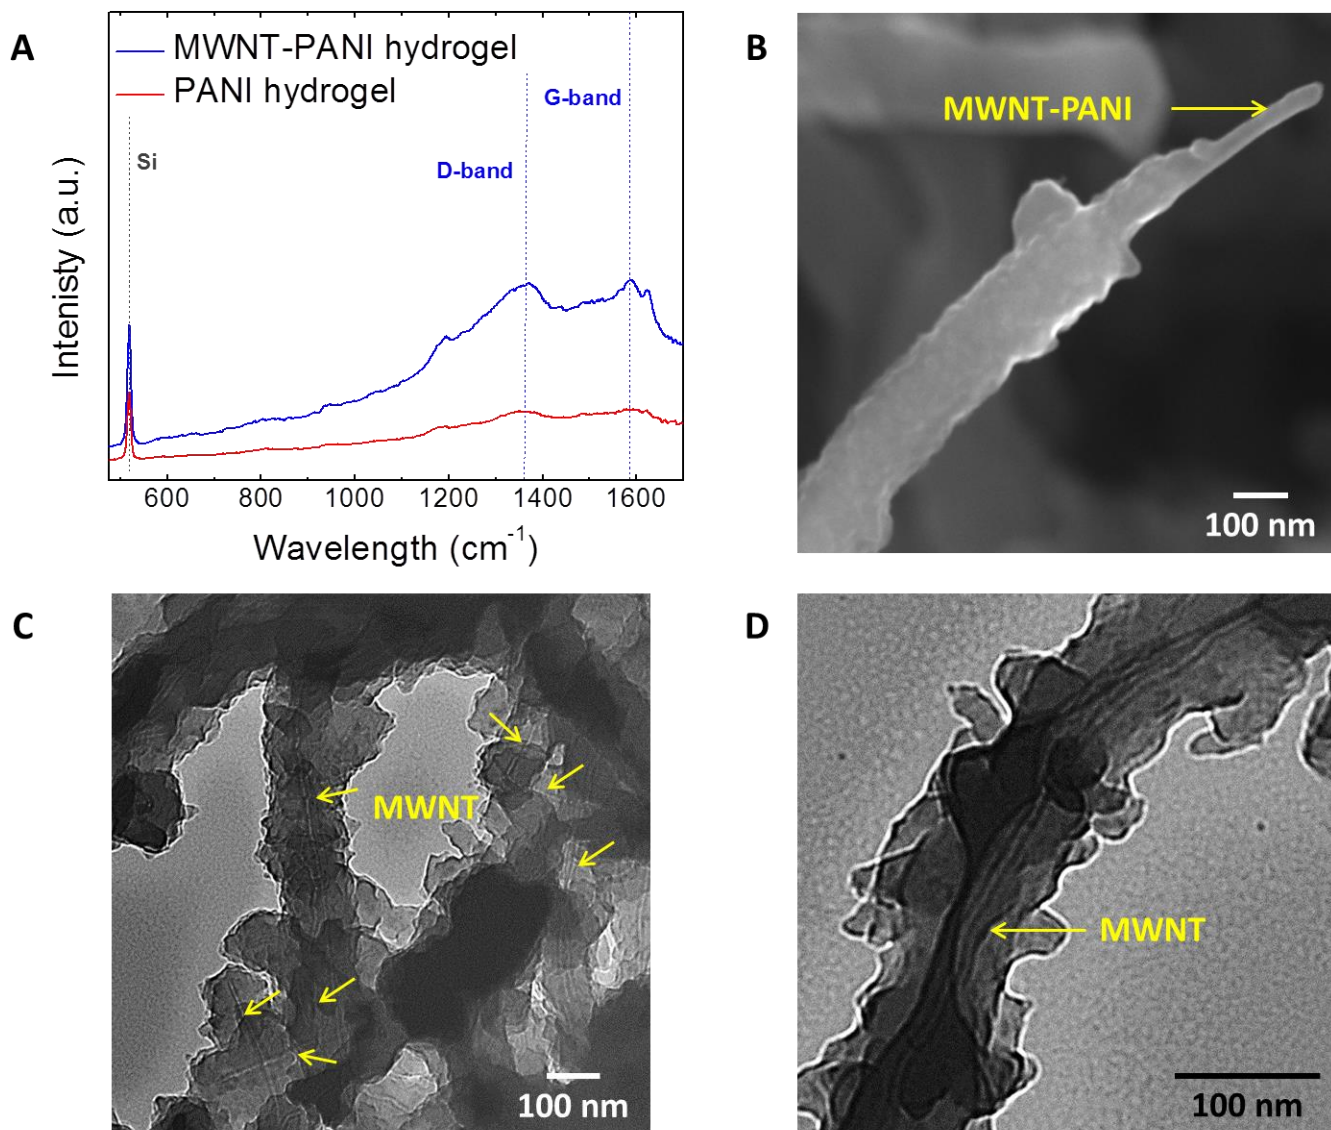 A
MWNT-PANI hydrogel
PANI hydrogel
G-band
Si
D-band
Intenisty (a.u.)
600 800 1000 1200 1400 1600
Wavelength (cm⁻¹)
B
MWNT-PANI
100 nm
C
MWNT
100 nm
D
MWNT
100 nm